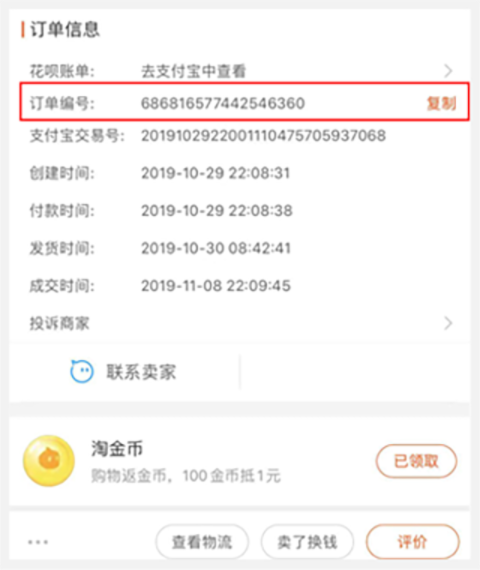 订单信息
花呗账单: 去支付宝中查看
订单编号: 686816577442546360 复制
支付宝交易号: 2019102922001110475705937068
创建时间: 2019-10-29 22:08:31
付款时间: 2019-10-29 22:08:38
发货时间: 2019-10-30 08:42:41
成交时间: 2019-11-08 22:09:45
投诉商家
联系卖家
淘金币
购物返金币，100金币抵1元
已领取
查看物流 卖了换钱 评价